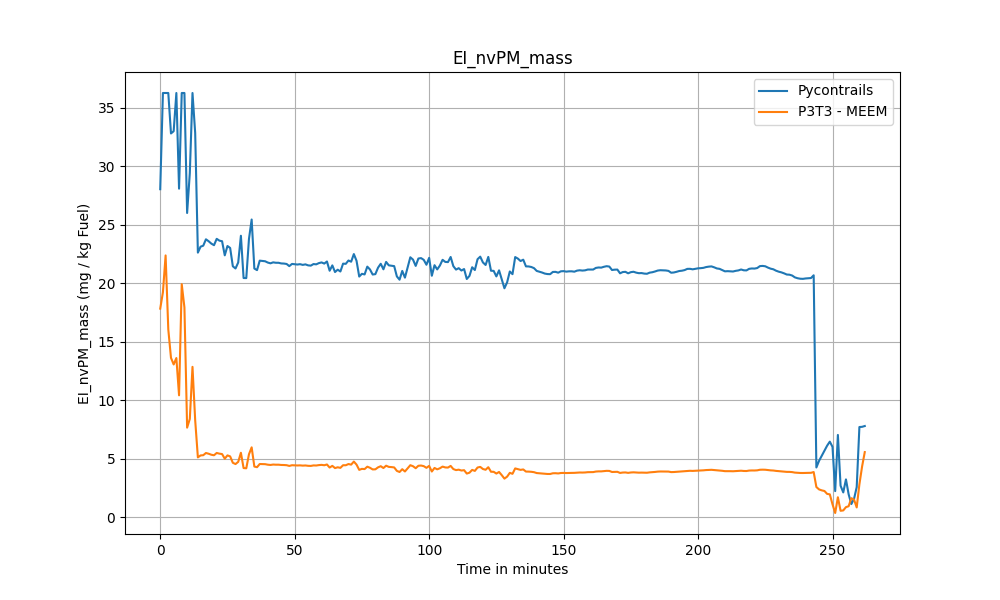 EI_nvPM_mass
Pycontrails
P3T3 - MEEM
EI_nvPM_mass (mg / kg Fuel)
35
30
25
20
15
10
5
0
0 50 100 150 200 250
Time in minutes